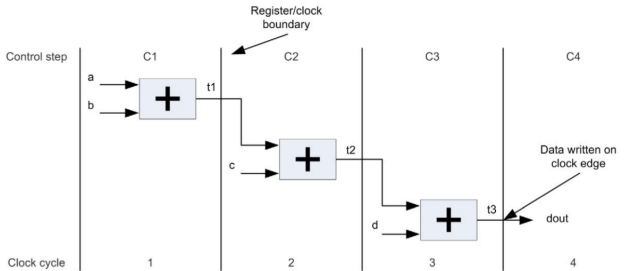 Register/clock
boundary
Control step C1 C2 C3 C4
a
t1
b
t2
c
Data written on
clock edge
t3
d
dout
Clock cycle 1 2 3 4